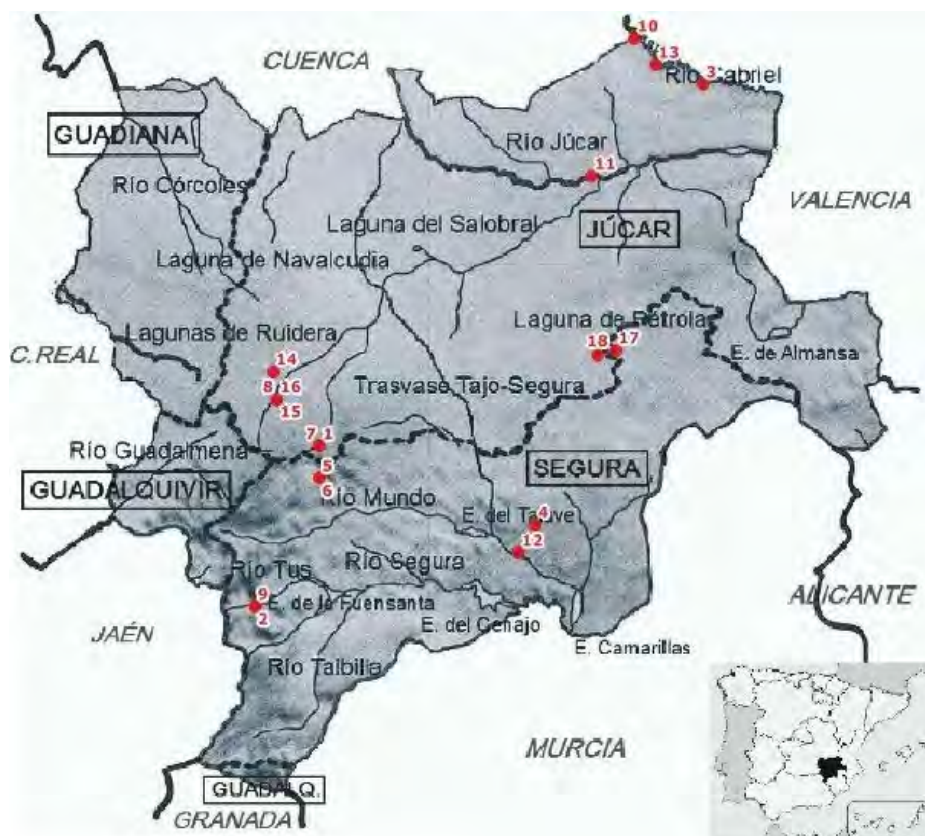 10
CUENCA
13
Río Cabriel
3
GUADIANA
Río Júcar
11
Río Córcoles
VALENCIA
Laguna del Salobral
JÚCAR
Laguna de Navalcudia
Lagunas de Ruidera
Laguna de Pétrola
C. REAL
14
18
17
E. de Almansa
8
16
Trasvase Tajo-Segura
15
7
1
Río Guadalmena
SEGURA
5
GUADALQUIVIR
6
Río Mundo
4
E. del Talave
12
Río Segura
Río Tus
9
E. de la Fuensanta
ALICANTE
2
E. del Cenajo
JAÉN
E. Camarillas
Río Taibilla
MURCIA
GUADALQ.
GRANADA